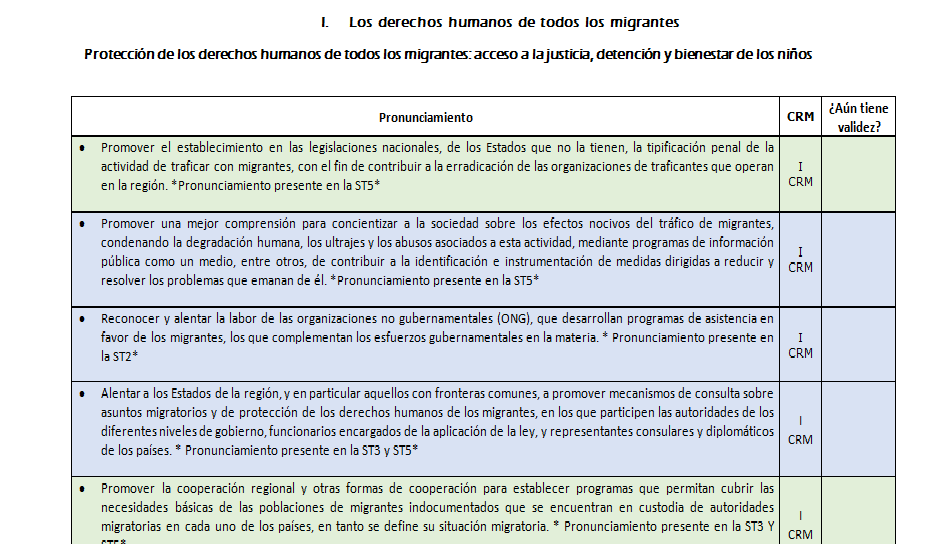 I. Los derechos humanos de todos los migrantes
Protección de los derechos humanos de todos los migrantes: acceso a la justicia, detención y bienestar de los niños
Pronunciamiento
CRM
¿Aún tiene
validez?
• Promover el establecimiento en las legislaciones nacionales, de los Estados que no la tienen, la tipificación penal de la
actividad de traficar con migrantes, con el fin de contribuir a la erradicación de las organizaciones de traficantes que operan
en la región. *Pronunciamiento presente en la ST5*
I
CRM
• Promover una mejor comprensión para concientizar a la sociedad sobre los efectos nocivos del tráfico de migrantes,
condenando la degradación humana, los ultrajes y los abusos asociados a esta actividad, mediante programas de información
pública como un medio, entre otros, de contribuir a la identificación e instrumentación de medidas dirigidas a reducir y
resolver los problemas que emanan de él. *Pronunciamiento presente en la ST5*
I
CRM
• Reconocer y alentar la labor de las organizaciones no gubernamentales (ONG), que desarrollan programas de asistencia en
favor de los migrantes, los que complementan los esfuerzos gubernamentales en la materia. * Pronunciamiento presente en
la ST2*
I
CRM
• Alentar a los Estados de la región, y en particular aquellos con fronteras comunes, a promover mecanismos de consulta sobre
asuntos migratorios y de protección de los derechos humanos de los migrantes, en los que participen las autoridades de los
diferentes niveles de gobierno, funcionarios encargados de la aplicación de la ley, y representantes consulares y diplomáticos
de los países. * Pronunciamiento presente en la ST3 y ST5*
I
CRM
• Promover la cooperación regional y otras formas de cooperación para establecer programas que permitan cubrir las
necesidades básicas de las poblaciones de migrantes indocumentados que se encuentran en custodia de autoridades
migratorias en cada uno de los países, en tanto se define su situación migratoria. * Pronunciamiento presente en la ST3 Y
ST5*
I
CRM